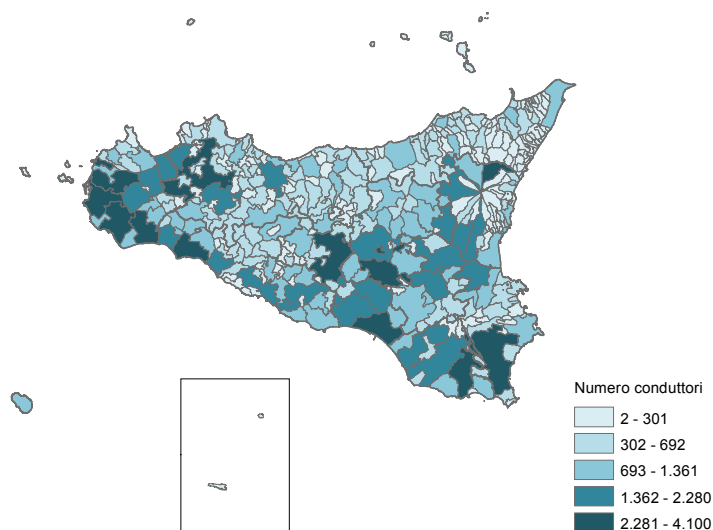 Numero conduttori
2 - 301
302 - 692
693 - 1.361
1.362 - 2.280
2.281 - 4.100